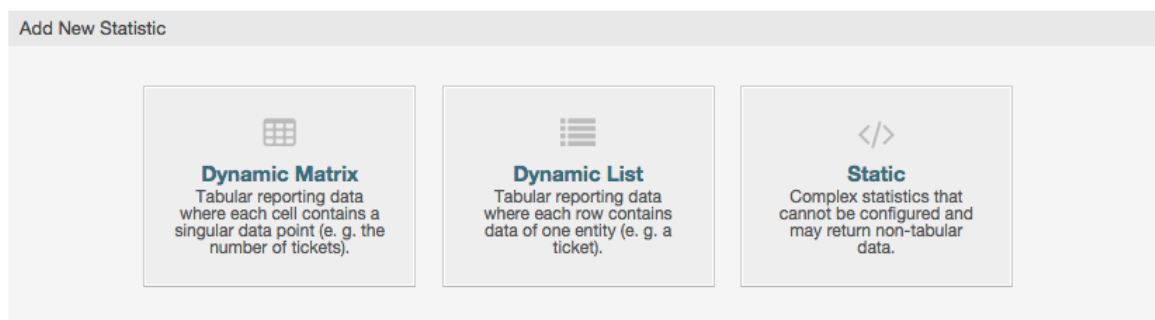 Add New Statistic
Dynamic Matrix
Tabular reporting data
where each cell contains a
singular data point (e. g. the
number of tickets).
Dynamic List
Tabular reporting data
where each row contains
data of one entity (e. g. a
ticket).
Static
Complex statistics that
cannot be configured and
may return non-tabular
data.